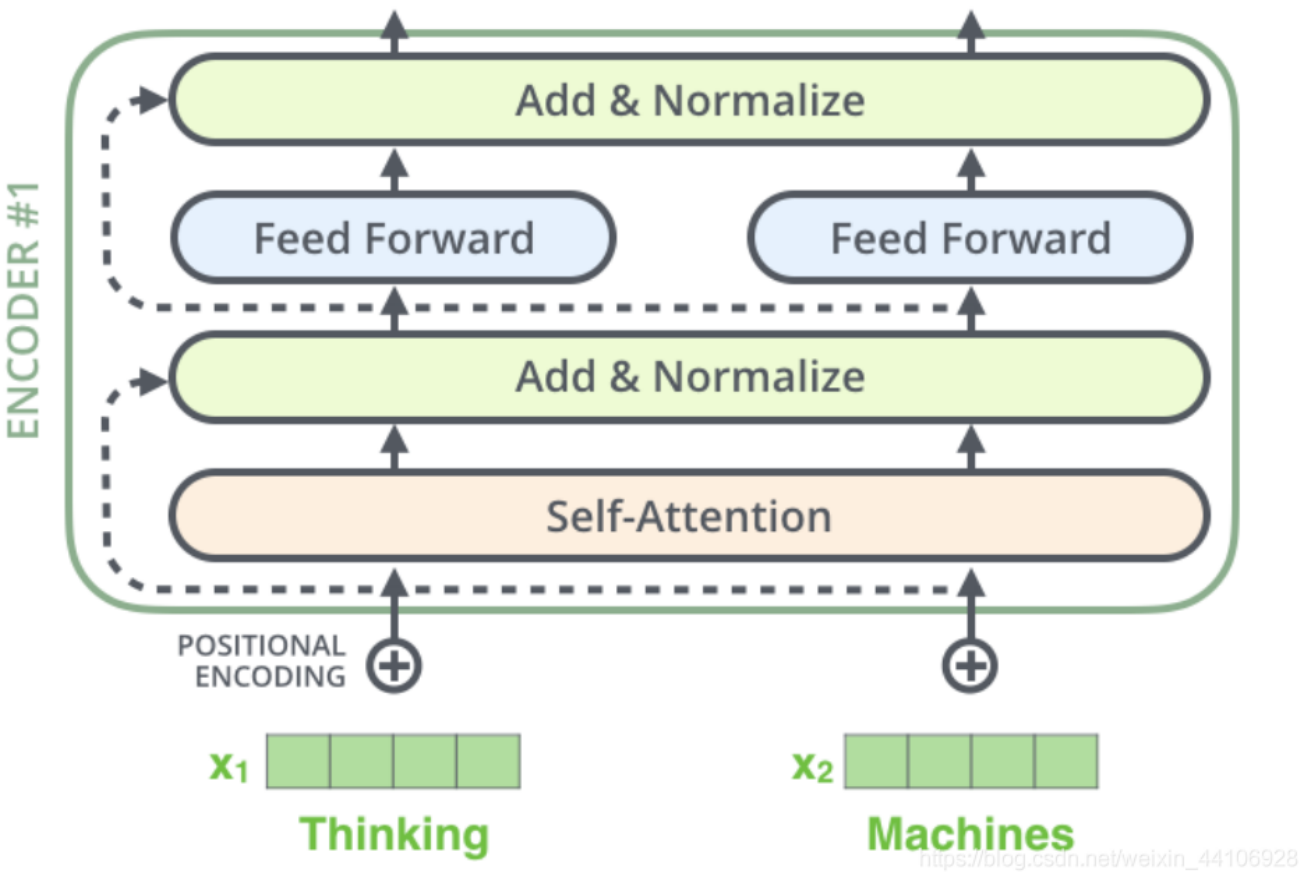 ENCODER #1
Add & Normalize
Feed Forward
Feed Forward
Add & Normalize
Self-Attention
POSITIONAL
ENCODING
x1
x2
Thinking
Machines
https://blog.csdn.net/weixin_44106928